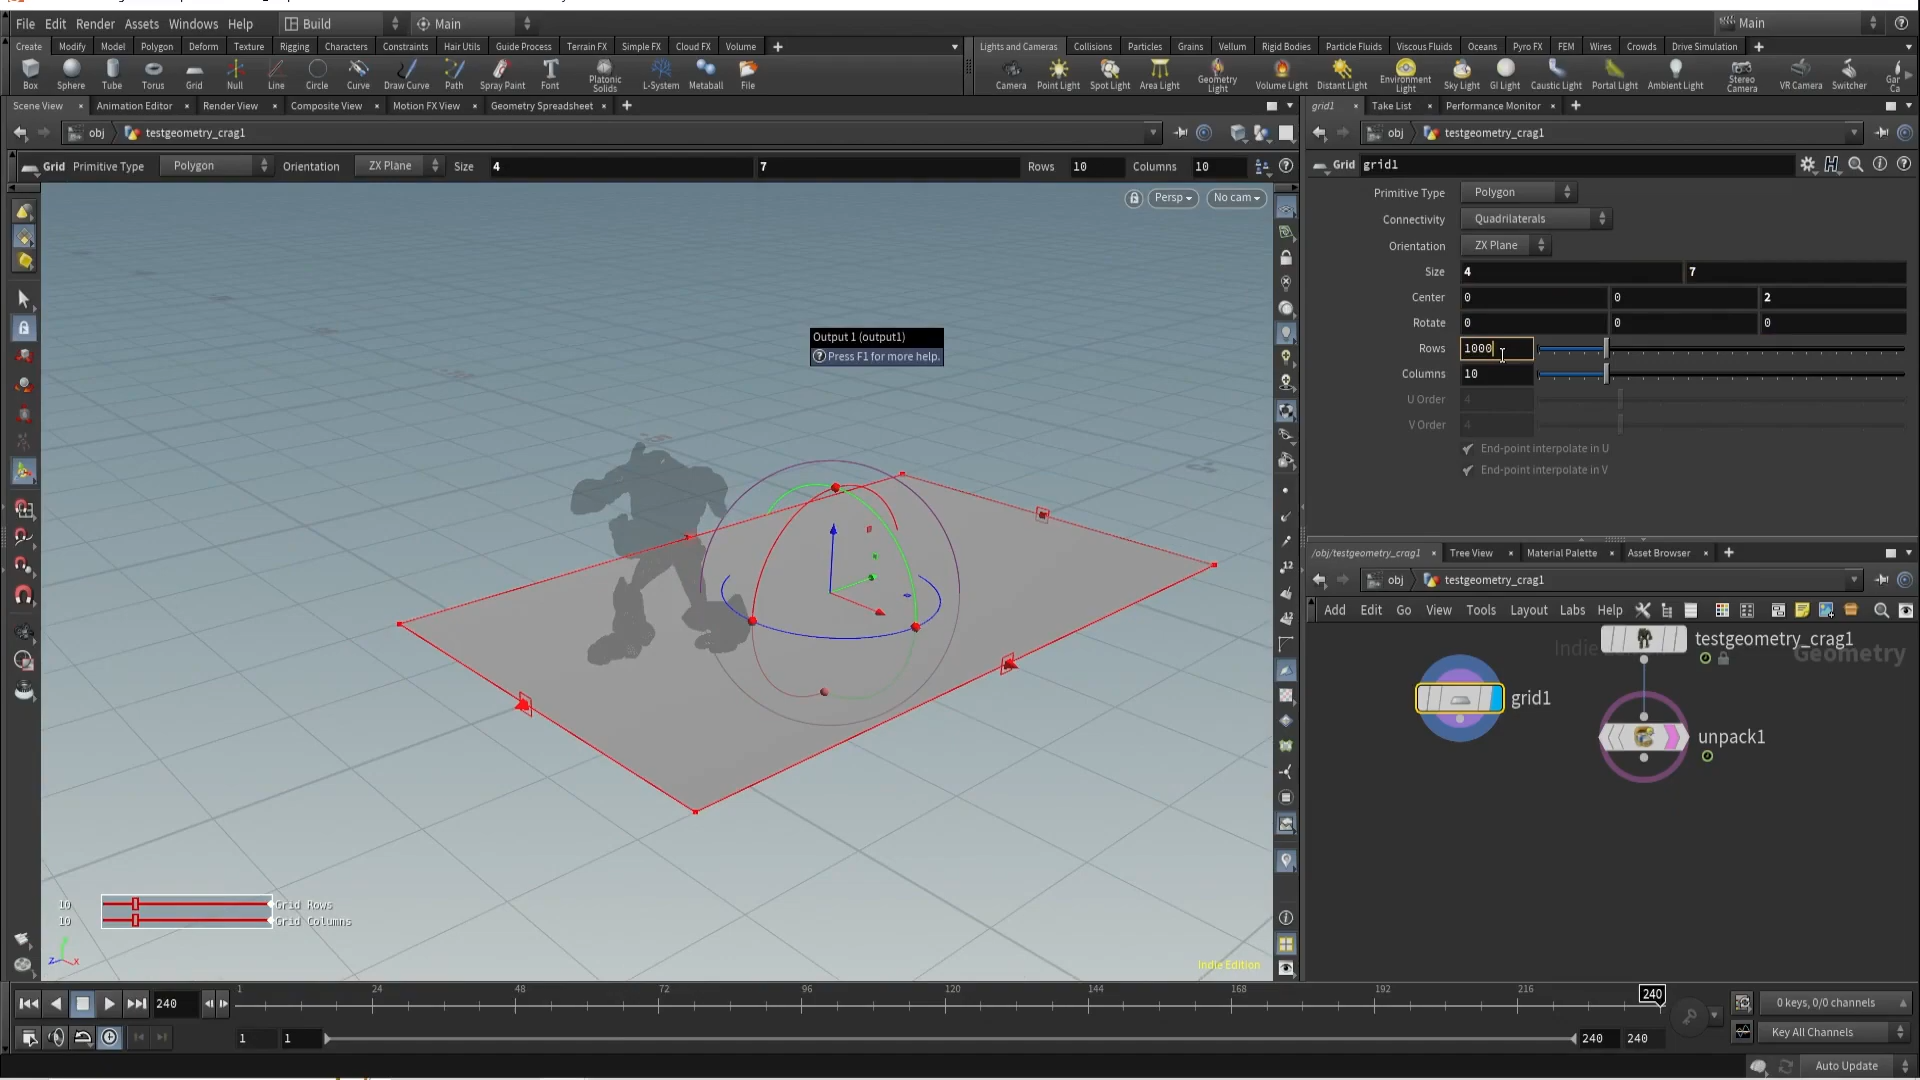 File Edit Render Assets Windows Help Build Main Main
Create Modify Model Polygon Deform Texture Rigging Characters Constraints Hair Utils Guide Process Terrain FX Simple FX Cloud FX Volume
Lights and Cameras Collisions Particles Grains Vellum Rigid Bodies Particle Fluids Viscous Fluids Oceans Pyro FX FEM Wires Crowds Drive Simulation
Box Sphere Tube Torus Grid Null Line Circle Curve Draw Curve Path Spray Paint Font Platonic Solids L-System Metaball File
Camera Point Light Spot Light Area Light Geometry Light Volume Light Distant Light Environment Light Sky Light GI Light Caustic Light Portal Light Ambient Light Stereo Camera VR Camera Switcher Gar Ca
Scene View Animation Editor Render View Composite View Motion FX View Geometry Spreadsheet
grid1 Take List Performance Monitor
obj testgeometry_crag1
obj testgeometry_crag1
Grid Primitive Type Polygon Orientation ZX Plane Size 4 7 Rows 10 Columns 10
Grid grid1
Persp No cam
Primitive Type Polygon
Connectivity Quadrilaterals
Orientation ZX Plane
Size 4 7
Center 0 0 2
Rotate 0 0 0
Rows 1000
Columns 10
U Order 4
V Order 4
End-point interpolate in U
End-point interpolate in V
Output 1 (output1)
Press F1 for more help.
/obj/testgeometry_crag1 Tree View Material Palette Asset Browser
obj testgeometry_crag1
Add Edit Go View Tools Layout Labs Help
Indie
Geometry
testgeometry_crag1
grid1
unpack1
10 Grid Rows
10 Grid Columns
z x
Indie Edition
240 1 24 48 72 96 120 144 168 192 216 240
0 keys, 0/0 channels
1 1 240 240
Key All Channels
Auto Update